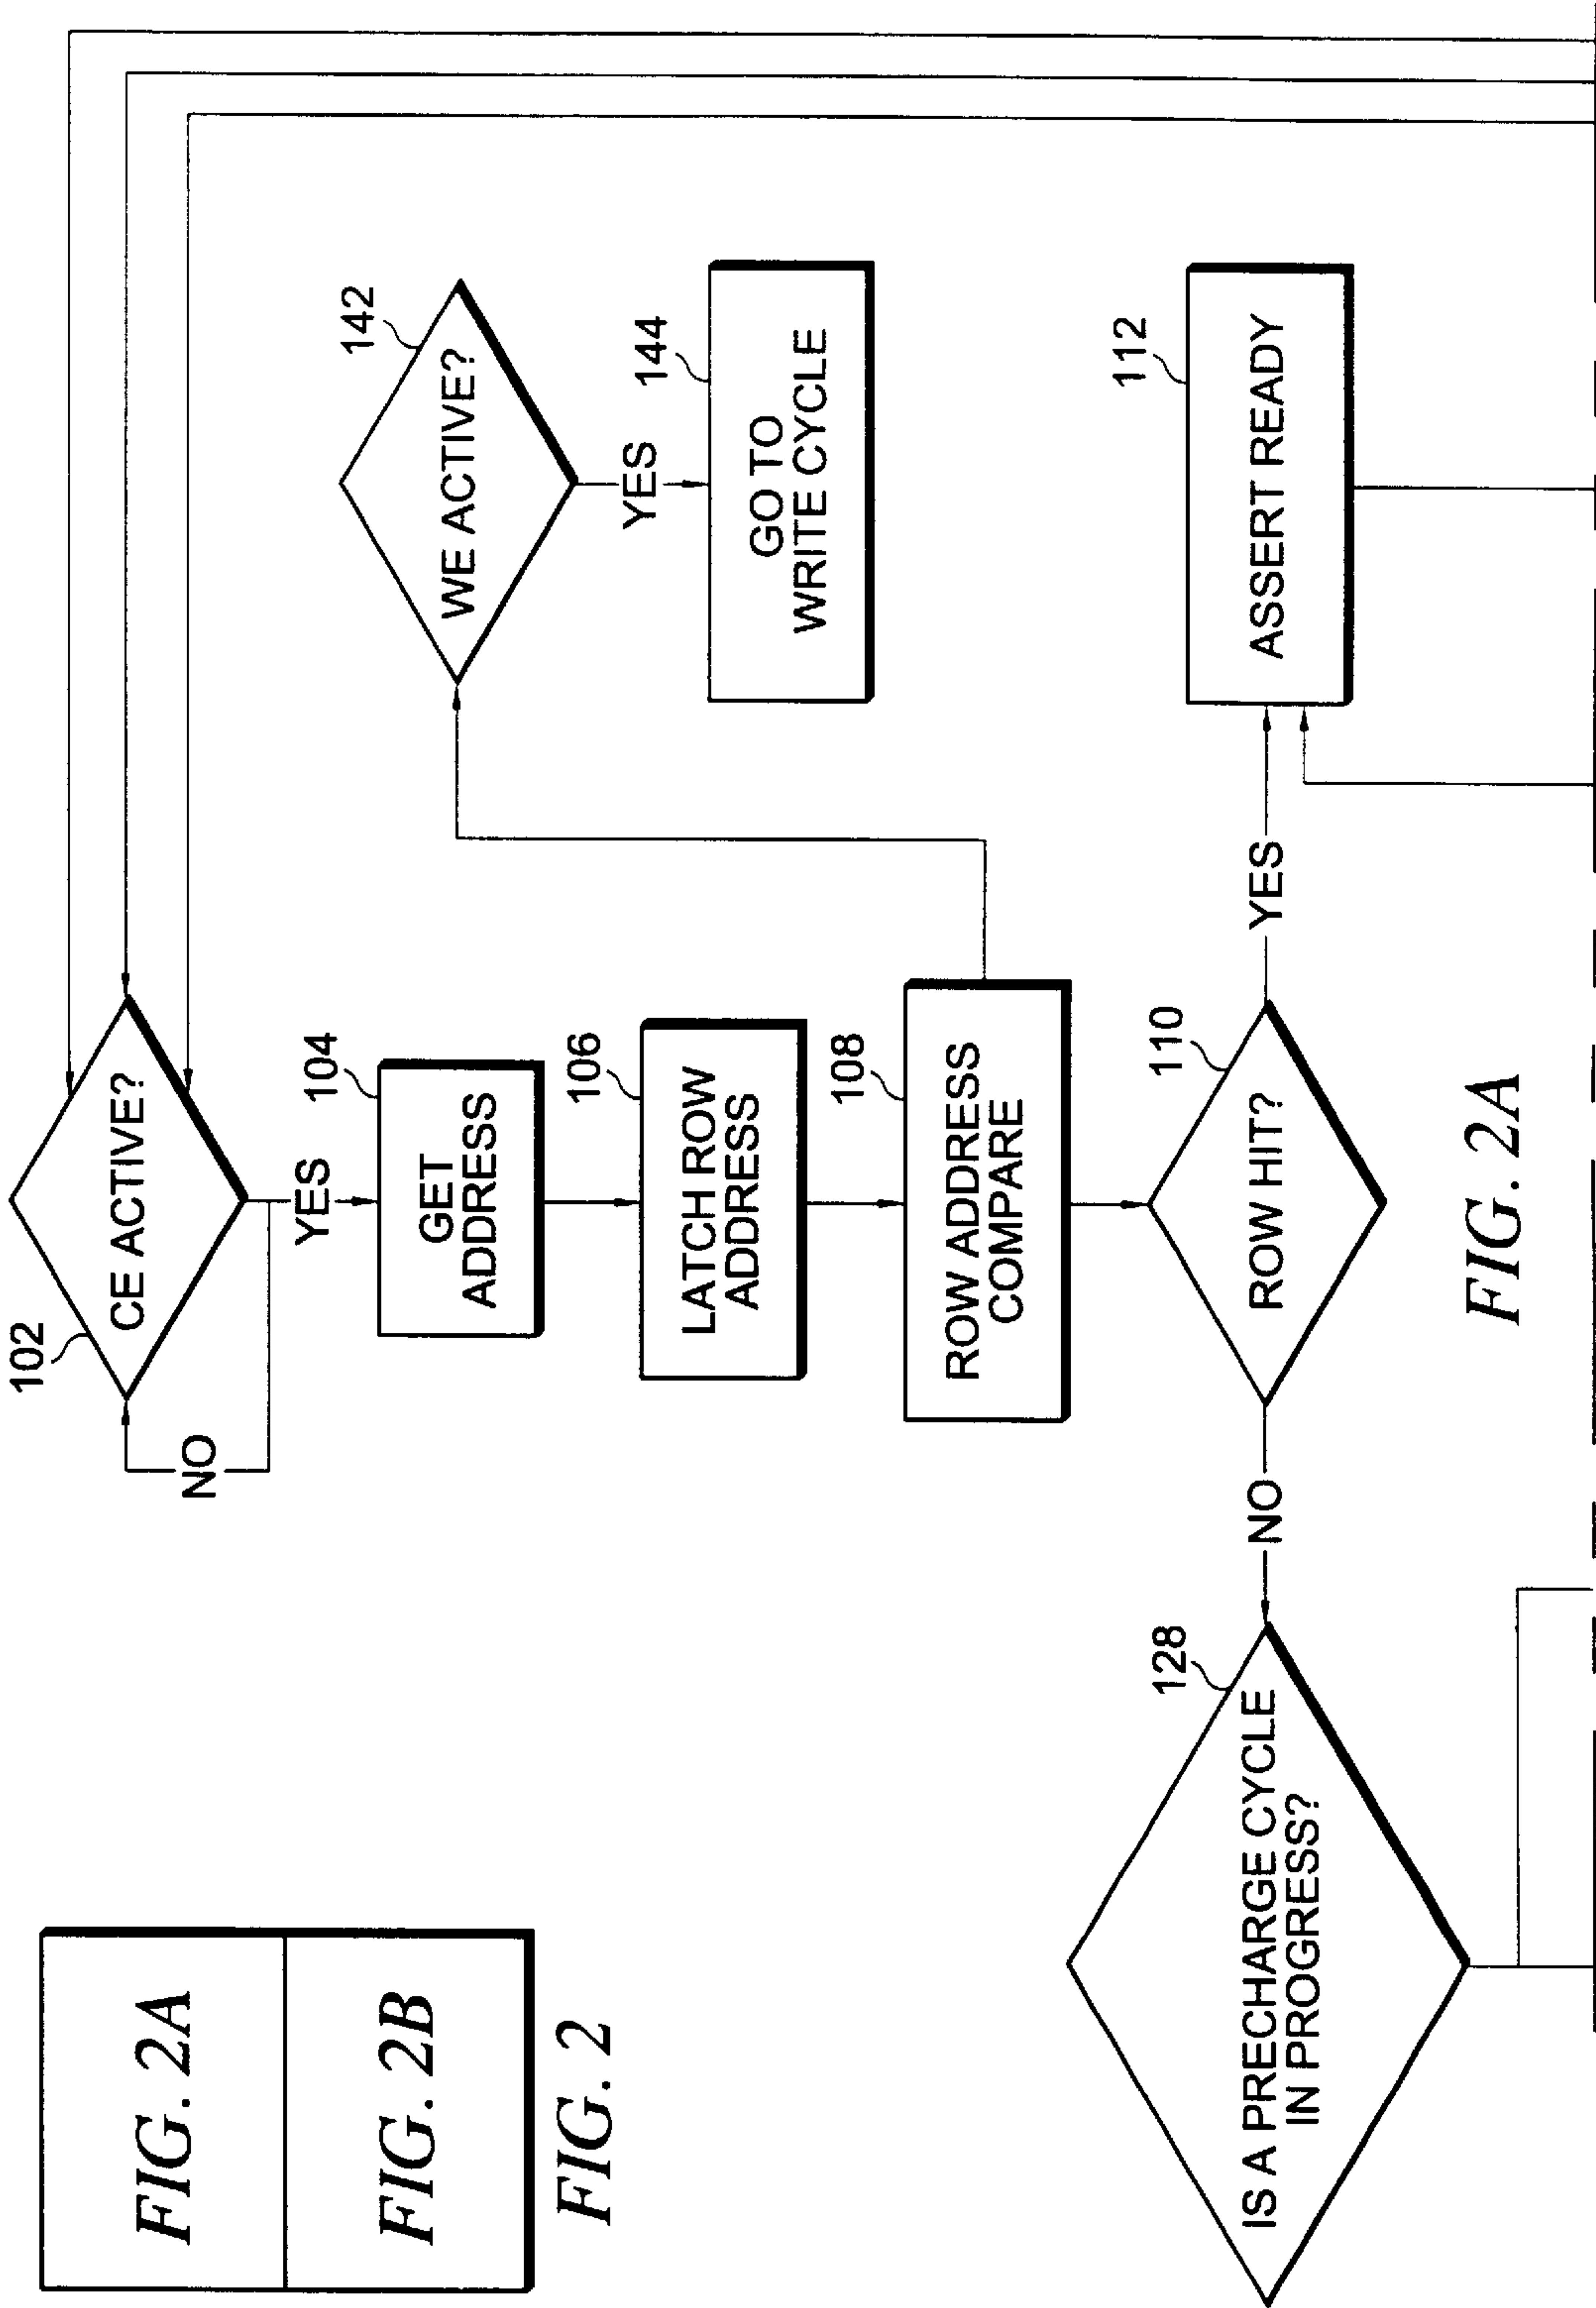 FIG. 2A
FIG. 2B
FIG. 2
102
CE ACTIVE?
NO
YES
104
GET
ADDRESS
106
LATCH ROW
ADDRESS
108
ROW ADDRESS
COMPARE
142
WE ACTIVE?
YES
144
GO TO
WRITE CYCLE
128
IS A PRECHARGE CYCLE
IN PROGRESS?
NO
110
ROW HIT?
YES
112
ASSERT READY
FIG. 2A